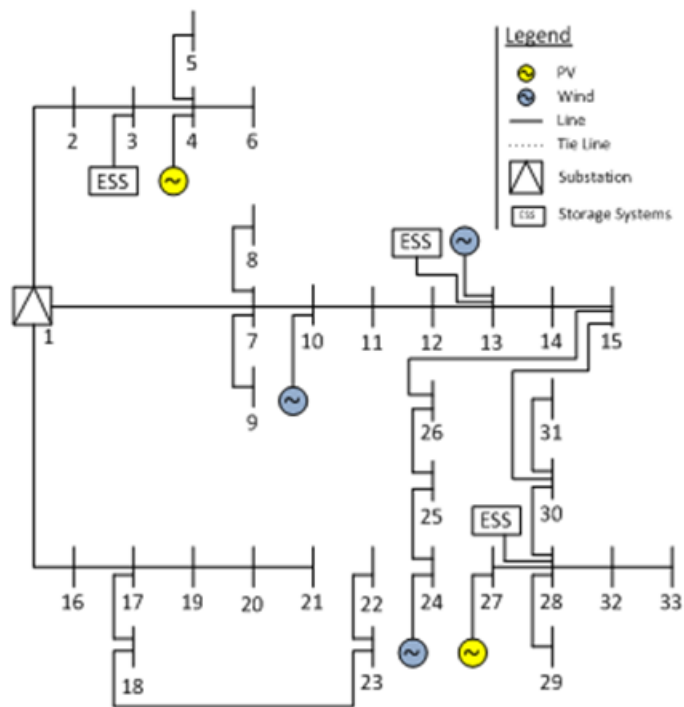 5
Legend
PV
Wind
Line
Tie Line
Substation
ESS Storage Systems
2 3 4 6
ESS ~
~
8
ESS ~
1 7 10 11 12 13 14 15
~
9
26 31
25 30
ESS
16 17 19 20 21 22 24 27 28 32 33
~ ~
18 23 29